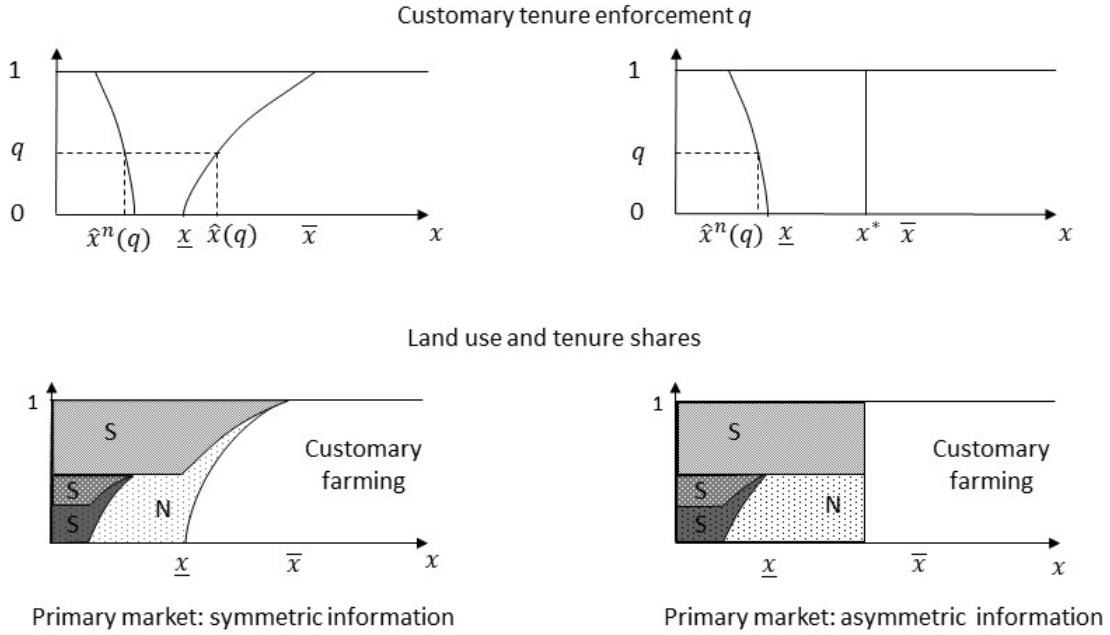 Customary tenure enforcement q
1
q
0
x̂ⁿ(q) x̲ x̂(q) x̅ x
1
q
0
x̂ⁿ(q) x̲ x* x̅ x
Land use and tenure shares
1
S
S
S
N
Customary
farming
x̲ x̅ x
1
S
S
S
N
Customary
farming
x̲ x̅ x
Primary market: symmetric information
Primary market: asymmetric information